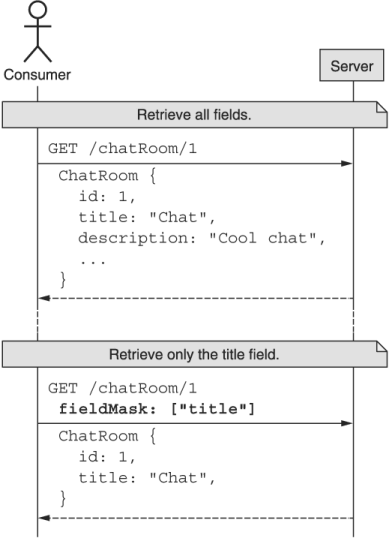 Consumer
Server
Retrieve all fields.
GET /chatRoom/1
ChatRoom {
id: 1,
title: "Chat",
description: "Cool chat",
...
}
Retrieve only the title field.
GET /chatRoom/1
fieldMask: ["title"]
ChatRoom {
id: 1,
title: "Chat",
}